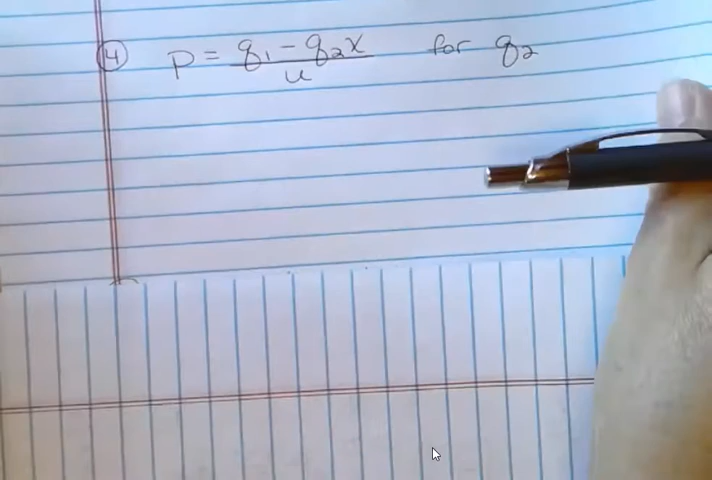 ④ p = (q₁ - q₂x)/u for q₂